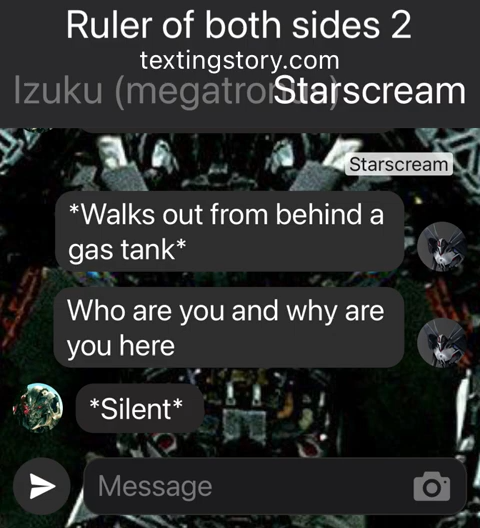 Ruler of both sides 2
textingstory.com
Izuku (megatronus)
Starscream
Starscream
*Walks out from behind a
gas tank*
Who are you and why are
you here
*Silent*
Message